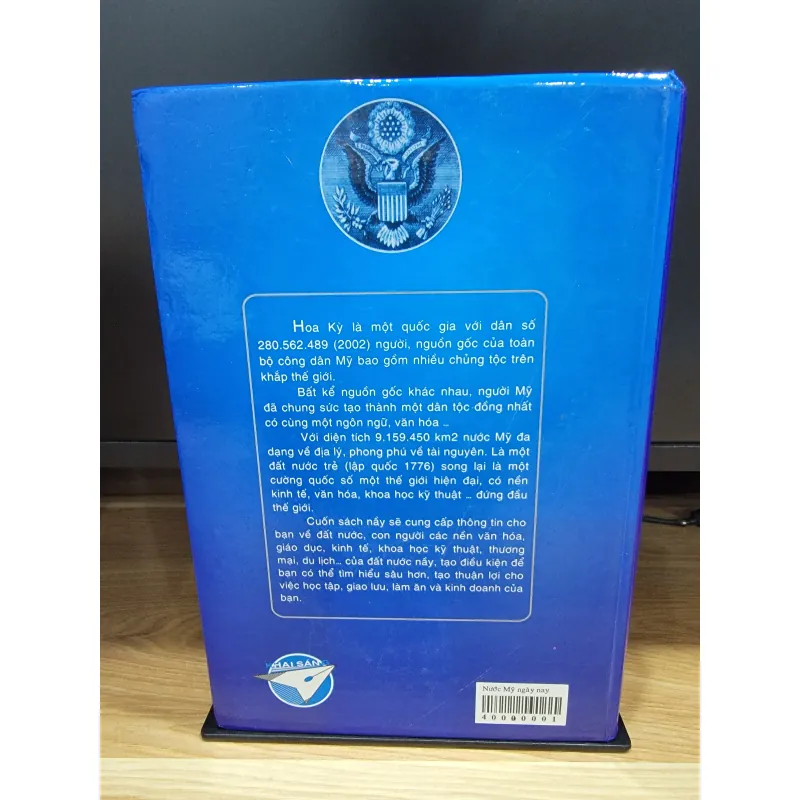 Hoa Kỳ là một quốc gia với dân số
280.562.489 (2002) người, nguồn gốc của toàn
bộ công dân Mỹ bao gồm nhiều chủng tộc trên
khắp thế giới.
Bất kể nguồn gốc khác nhau, người Mỹ
đã chung sức tạo thành một dân tộc đồng nhất
có cùng một ngôn ngữ, văn hóa ...
Với diện tích 9.159.450 km2 nước Mỹ đa
dạng về địa lý, phong phú về tài nguyên. Là một
đất nước trẻ (lập quốc 1776) song lại là một
cường quốc số một thế giới hiện đại, có nền
kinh tế, văn hóa, khoa học kỹ thuật ... đứng đầu
thế giới.
Cuốn sách nầy sẽ cung cấp thông tin cho
bạn về đất nước, con người các nền văn hóa,
giáo dục, kinh tế, khoa học kỹ thuật, thương
mại, du lịch... của đất nước nầy, tạo điều kiện để
bạn có thể tìm hiểu sâu hơn, tạo thuận lợi cho
việc học tập, giao lưu, làm ăn và kinh doanh của
bạn.
KHAI SÁNG
Nước Mỹ ngày nay
40000001